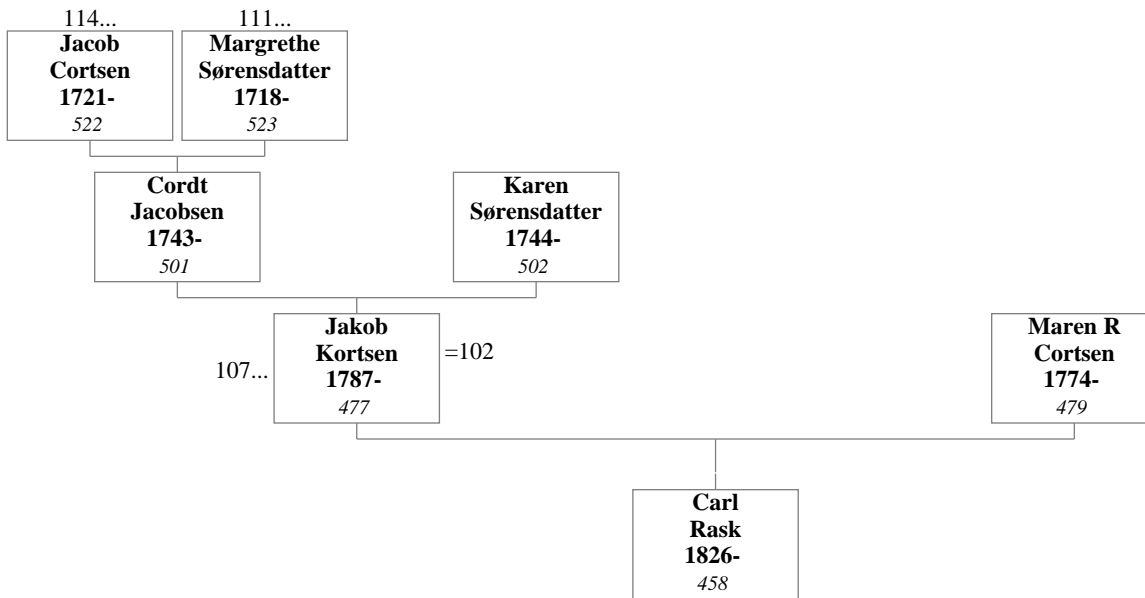 114...
111...
Jacob
Cortsen
1721-
522
Margrethe
Sørensdatter
1718-
523
Cordt
Jacobsen
1743-
501
Karen
Sørensdatter
1744-
502
107...
Jakob
Kortsen
1787-
477
=102
Maren R
Cortsen
1774-
479
Carl
Rask
1826-
458